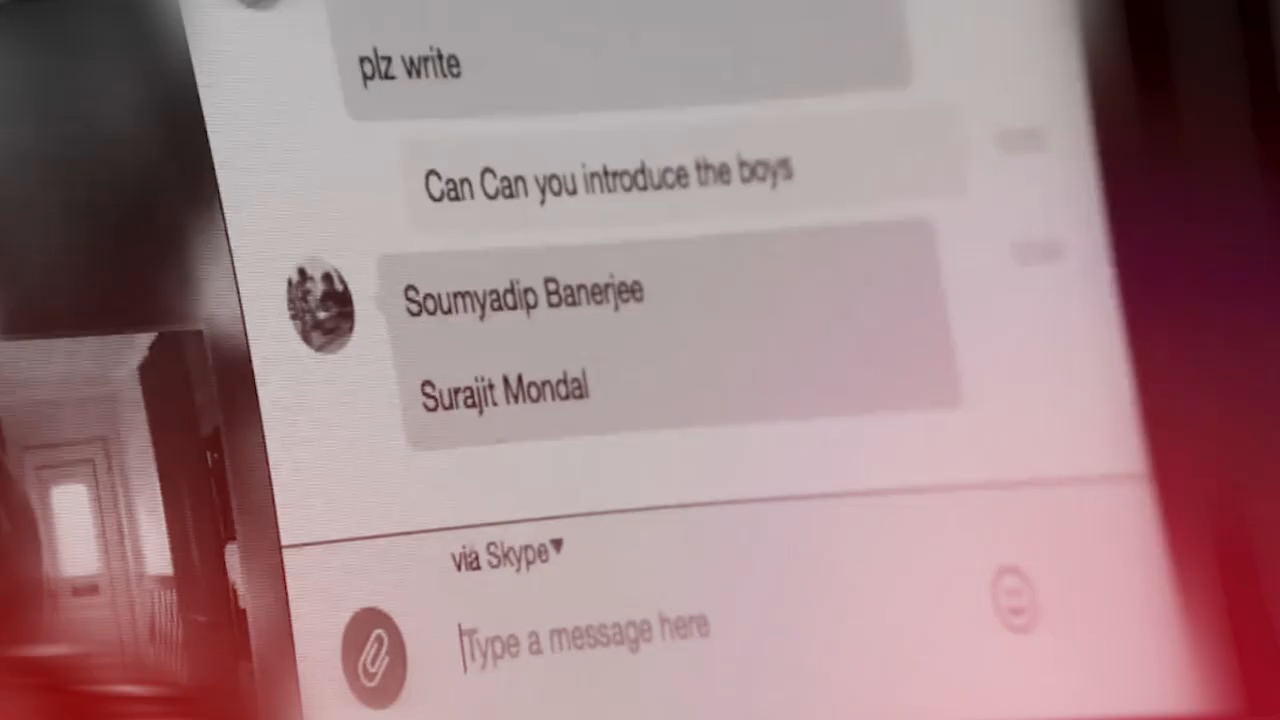 plz write
Can Can you introduce the boys
Soumyadip Banerjee
Surajit Mondal
via Skype
Type a message here